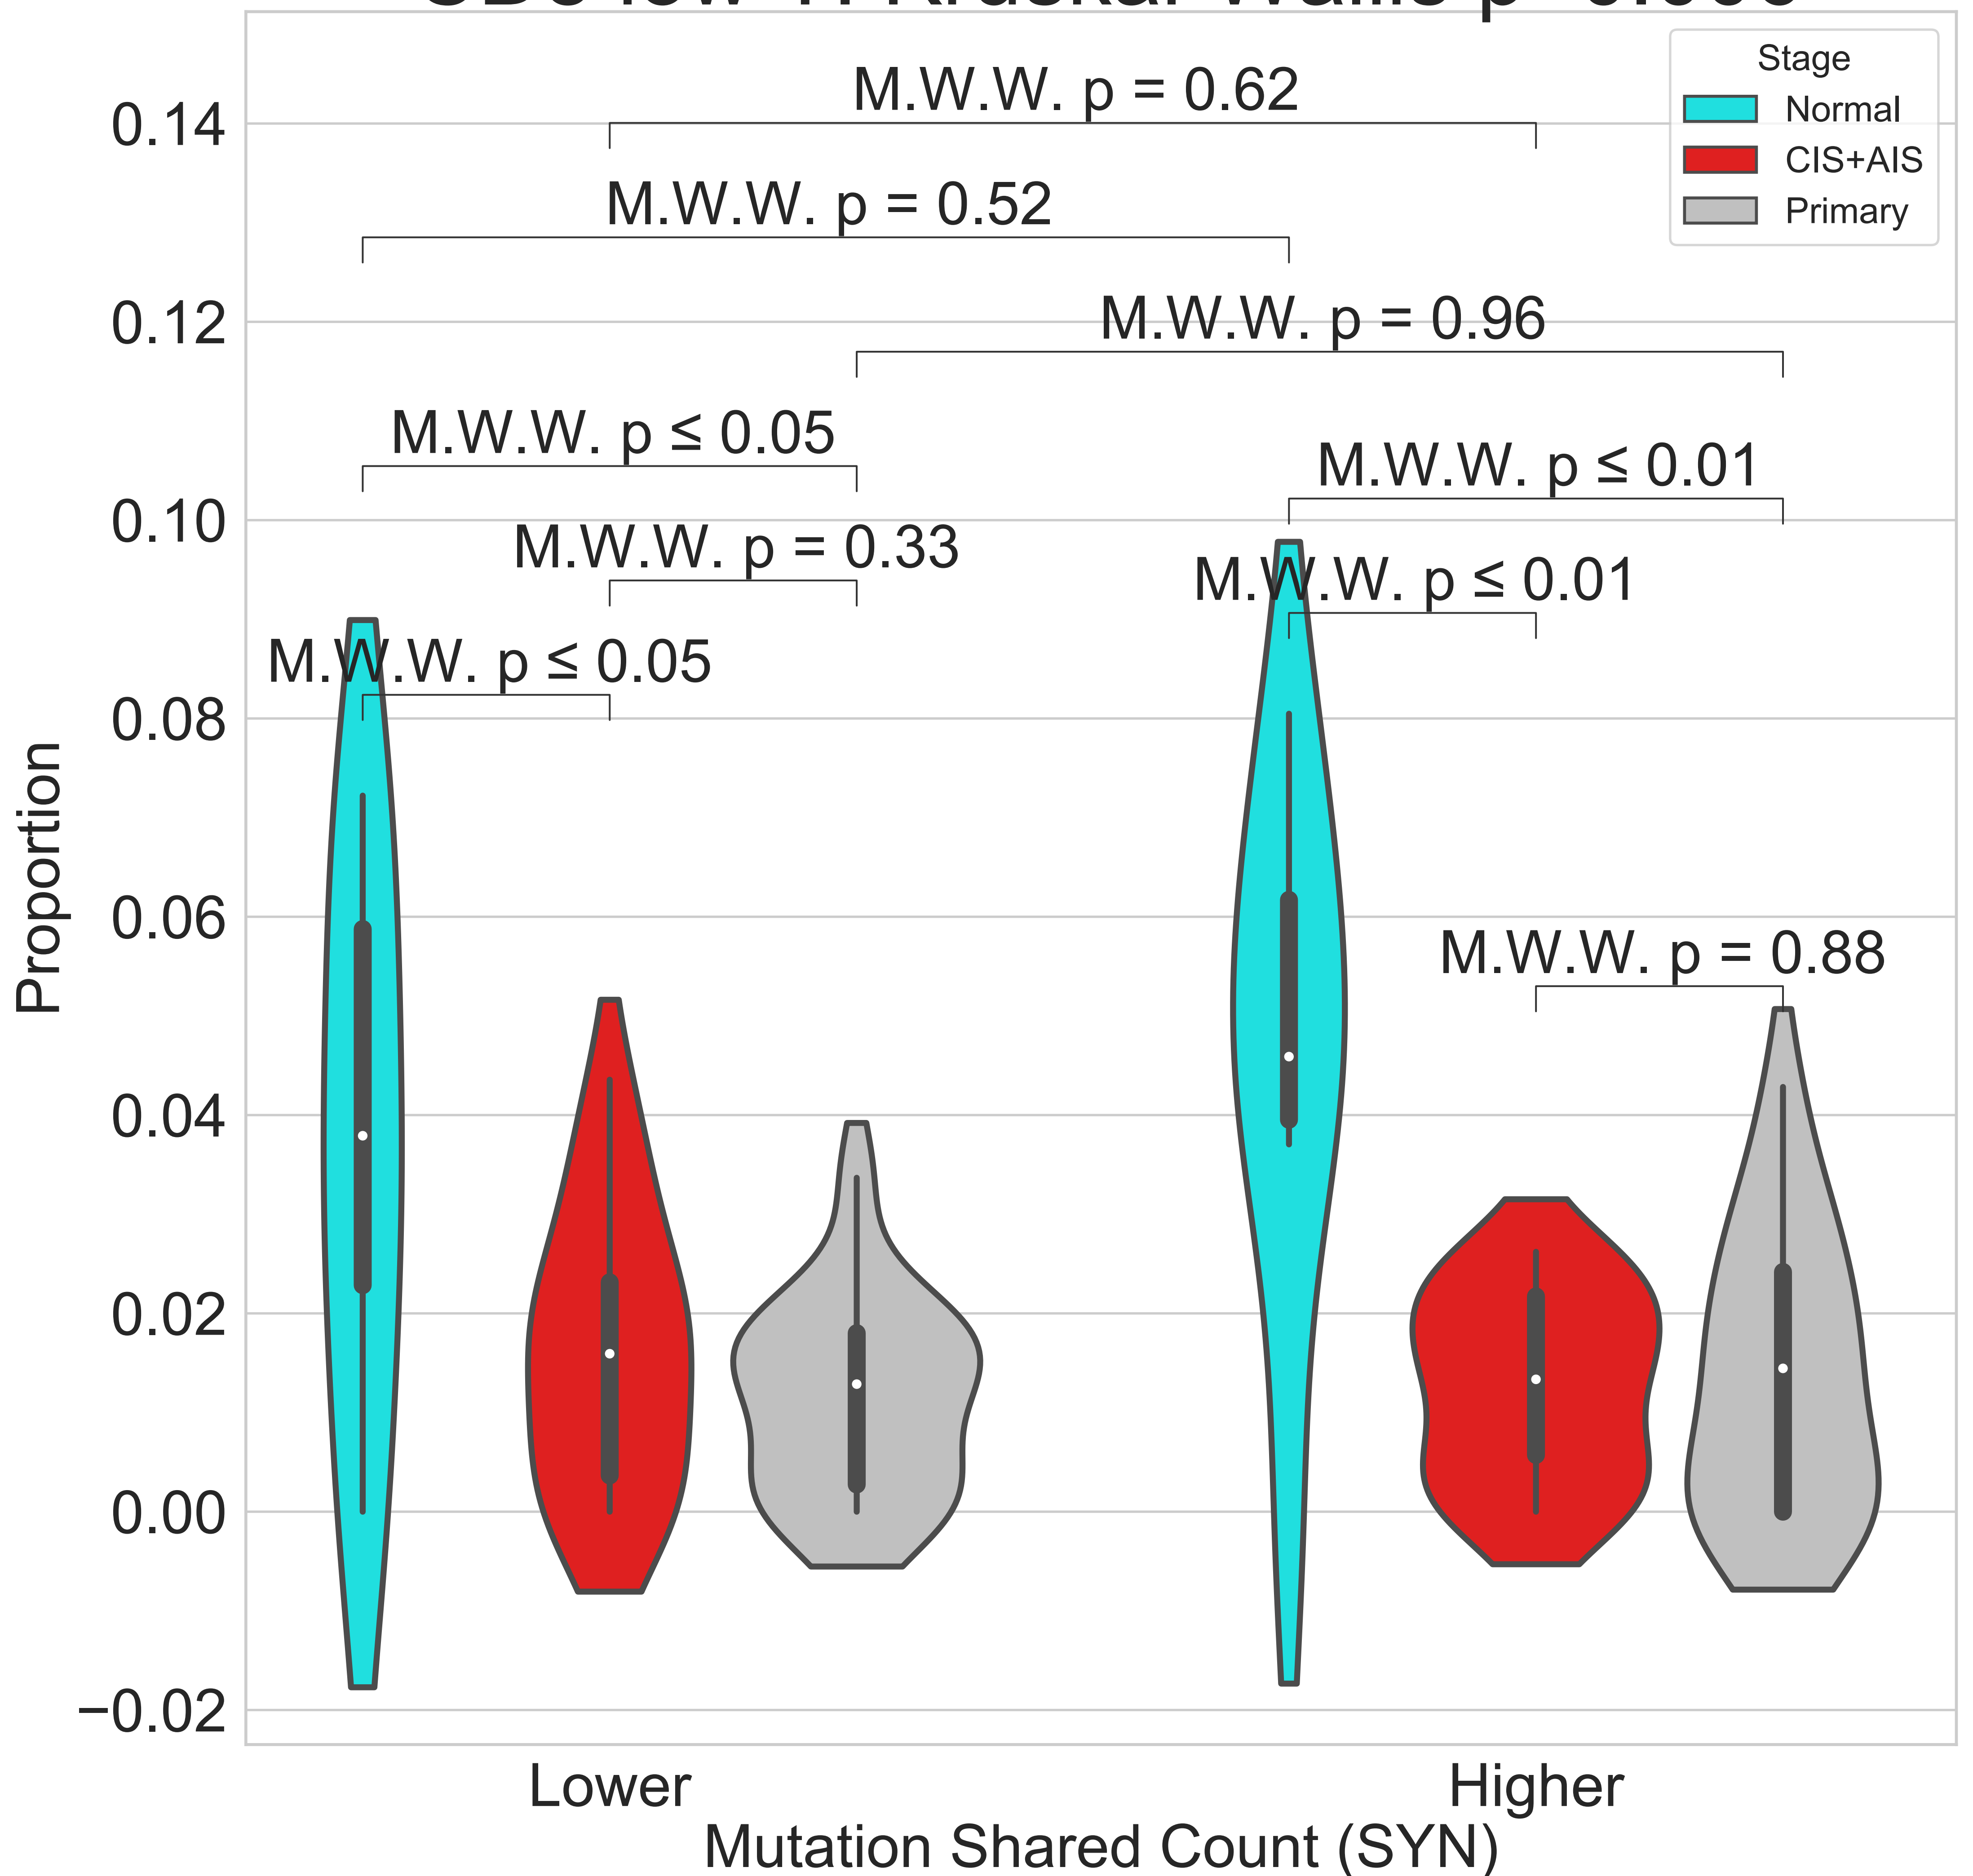 M.W.W. p = 0.62
M.W.W. p = 0.52
M.W.W. p = 0.96
M.W.W. p ≤ 0.05
M.W.W. p ≤ 0.01
M.W.W. p = 0.33
M.W.W. p ≤ 0.01
M.W.W. p ≤ 0.05
M.W.W. p = 0.88
Stage
Normal
CIS+AIS
Primary
0.14
0.12
0.10
0.08
0.06
0.04
0.02
0.00
−0.02
Proportion
Lower
Higher
Mutation Shared Count (SYN)